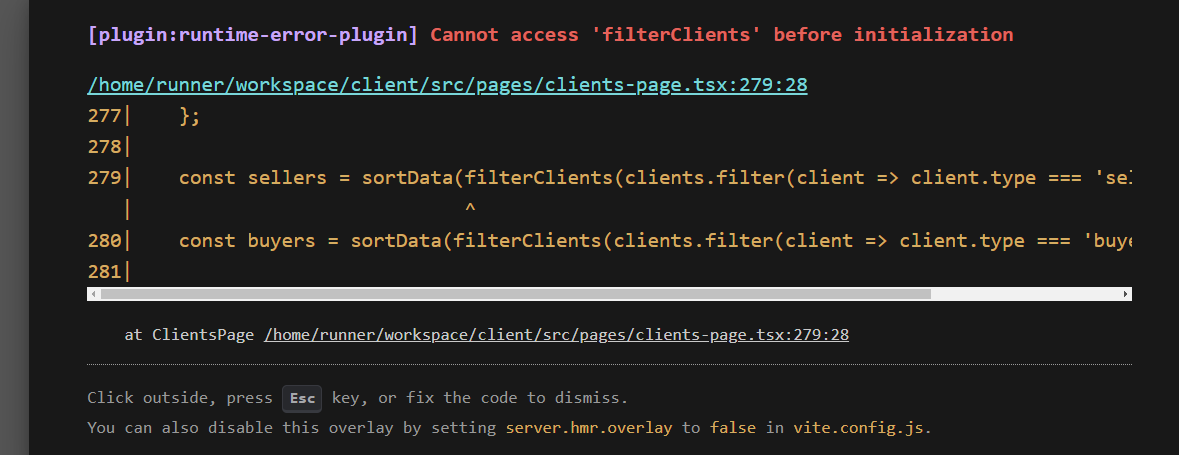 [plugin:runtime-error-plugin] Cannot access 'filterClients' before initialization
/home/runner/workspace/client/src/pages/clients-page.tsx:279:28
277|    };
278|
279|    const sellers = sortData(filterClients(clients.filter(client => client.type === 'sel
|                             ^
280|    const buyers = sortData(filterClients(clients.filter(client => client.type === 'buye
281|
at ClientsPage /home/runner/workspace/client/src/pages/clients-page.tsx:279:28
Click outside, press Esc key, or fix the code to dismiss.
You can also disable this overlay by setting server.hmr.overlay to false in vite.config.js.